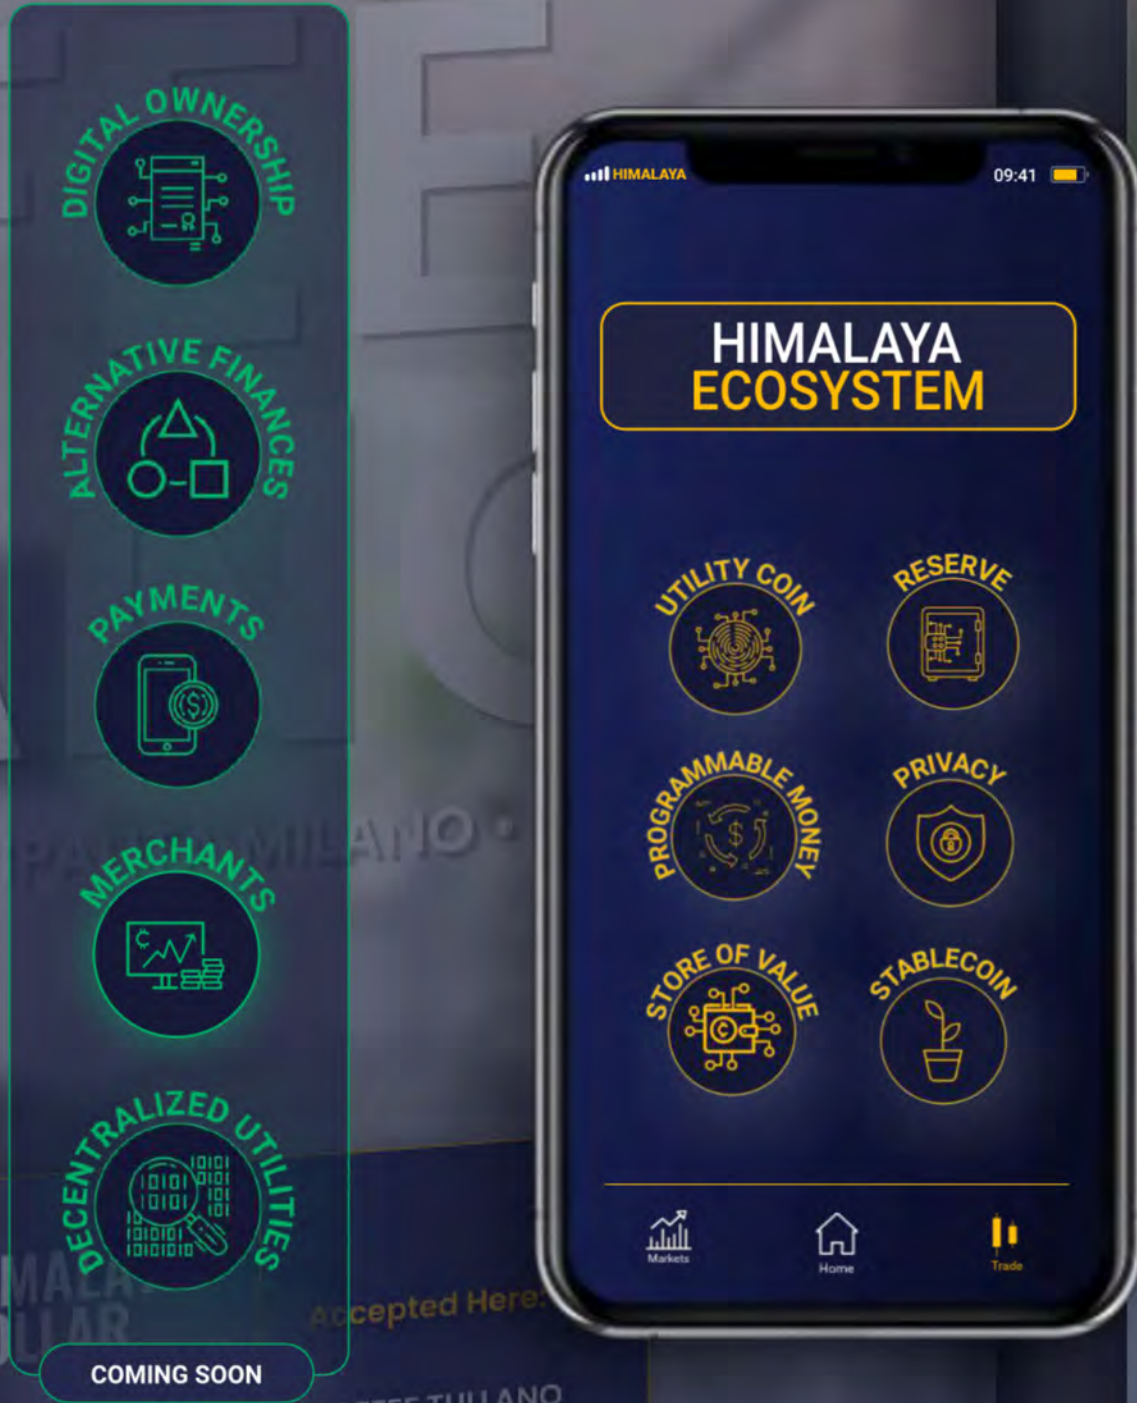 DIGITAL OWNERSHIP
ALTERNATIVE FINANCES
PAYMENTS
MERCHANTS
DECENTRALIZED UTILITIES
COMING SOON
MILANO •
Accepted Here:
HIMALAYA
09:41
HIMALAYA
ECOSYSTEM
UTILITY COIN
RESERVE
PROGRAMMABLE MONEY
PRIVACY
STORE OF VALUE
STABLECOIN
Markets
Home
Trade